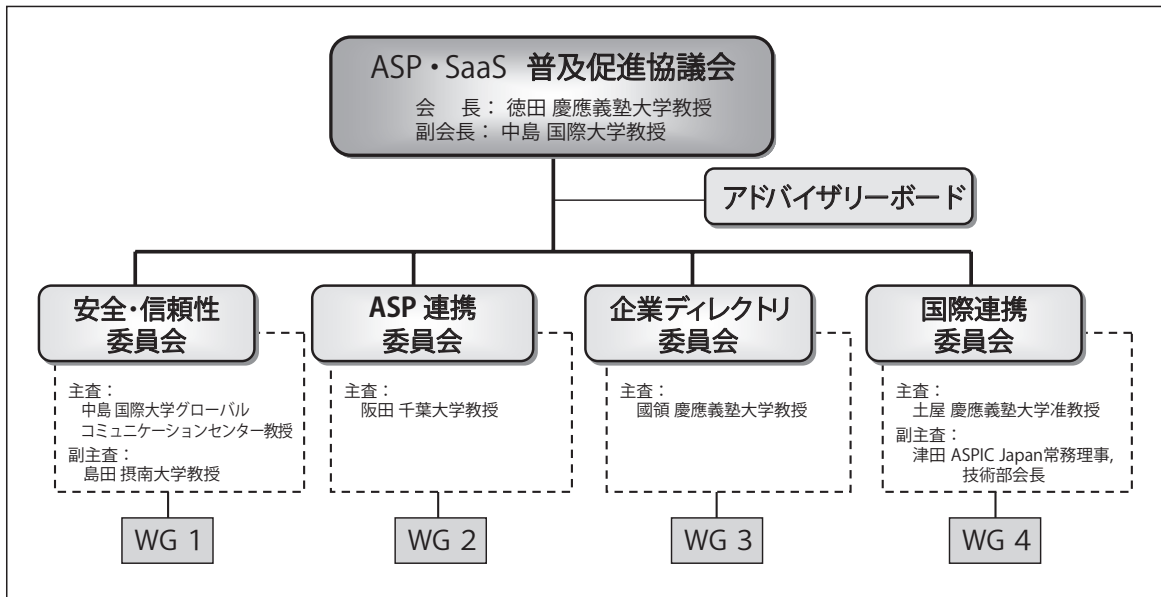 ASP・SaaS 普及促進協議会
会　長： 徳田 慶應義塾大学教授
副会長： 中島 国際大学教授
アドバイザリーボード
安全・信頼性
委員会
主査：
中島 国際大学グローバル
コミュニケーションセンター教授
副主査：
島田 摂南大学教授
WG 1
ASP 連携
委員会
主査：
阪田 千葉大学教授
WG 2
企業ディレクトリ
委員会
主査：
國領 慶應義塾大学教授
WG 3
国際連携
委員会
主査：
土屋 慶應義塾大学准教授
副主査：
津田 ASPIC Japan常務理事,
技術部会長
WG 4